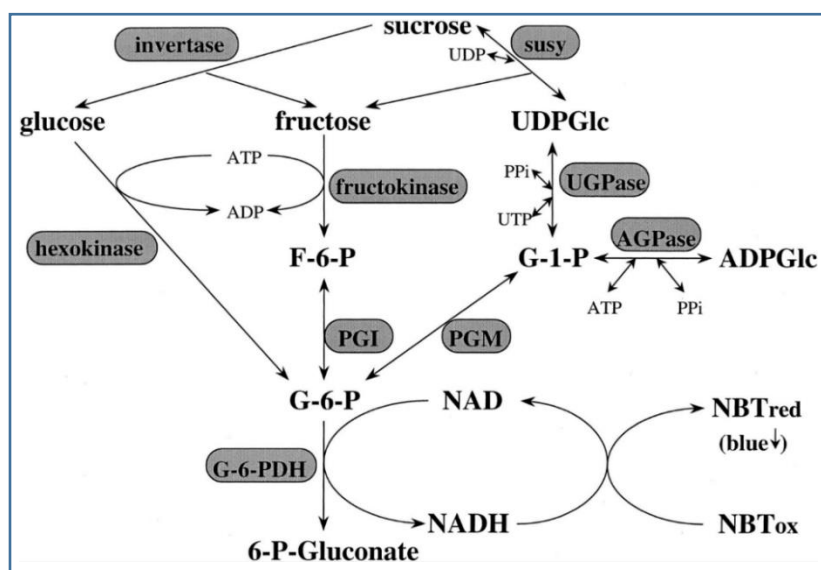 sucrose
invertase
susy
UDP
glucose
fructose
UDPGlc
ATP
PPi
fructokinase
UGPase
ADP
UTP
AGPase
hexokinase
F-6-P
G-1-P
ADPGlc
ATP
PPi
PGI
PGM
G-6-P
NAD
NBTred
(blue↓)
G-6-PDH
NADH
NBTox
6-P-Gluconate